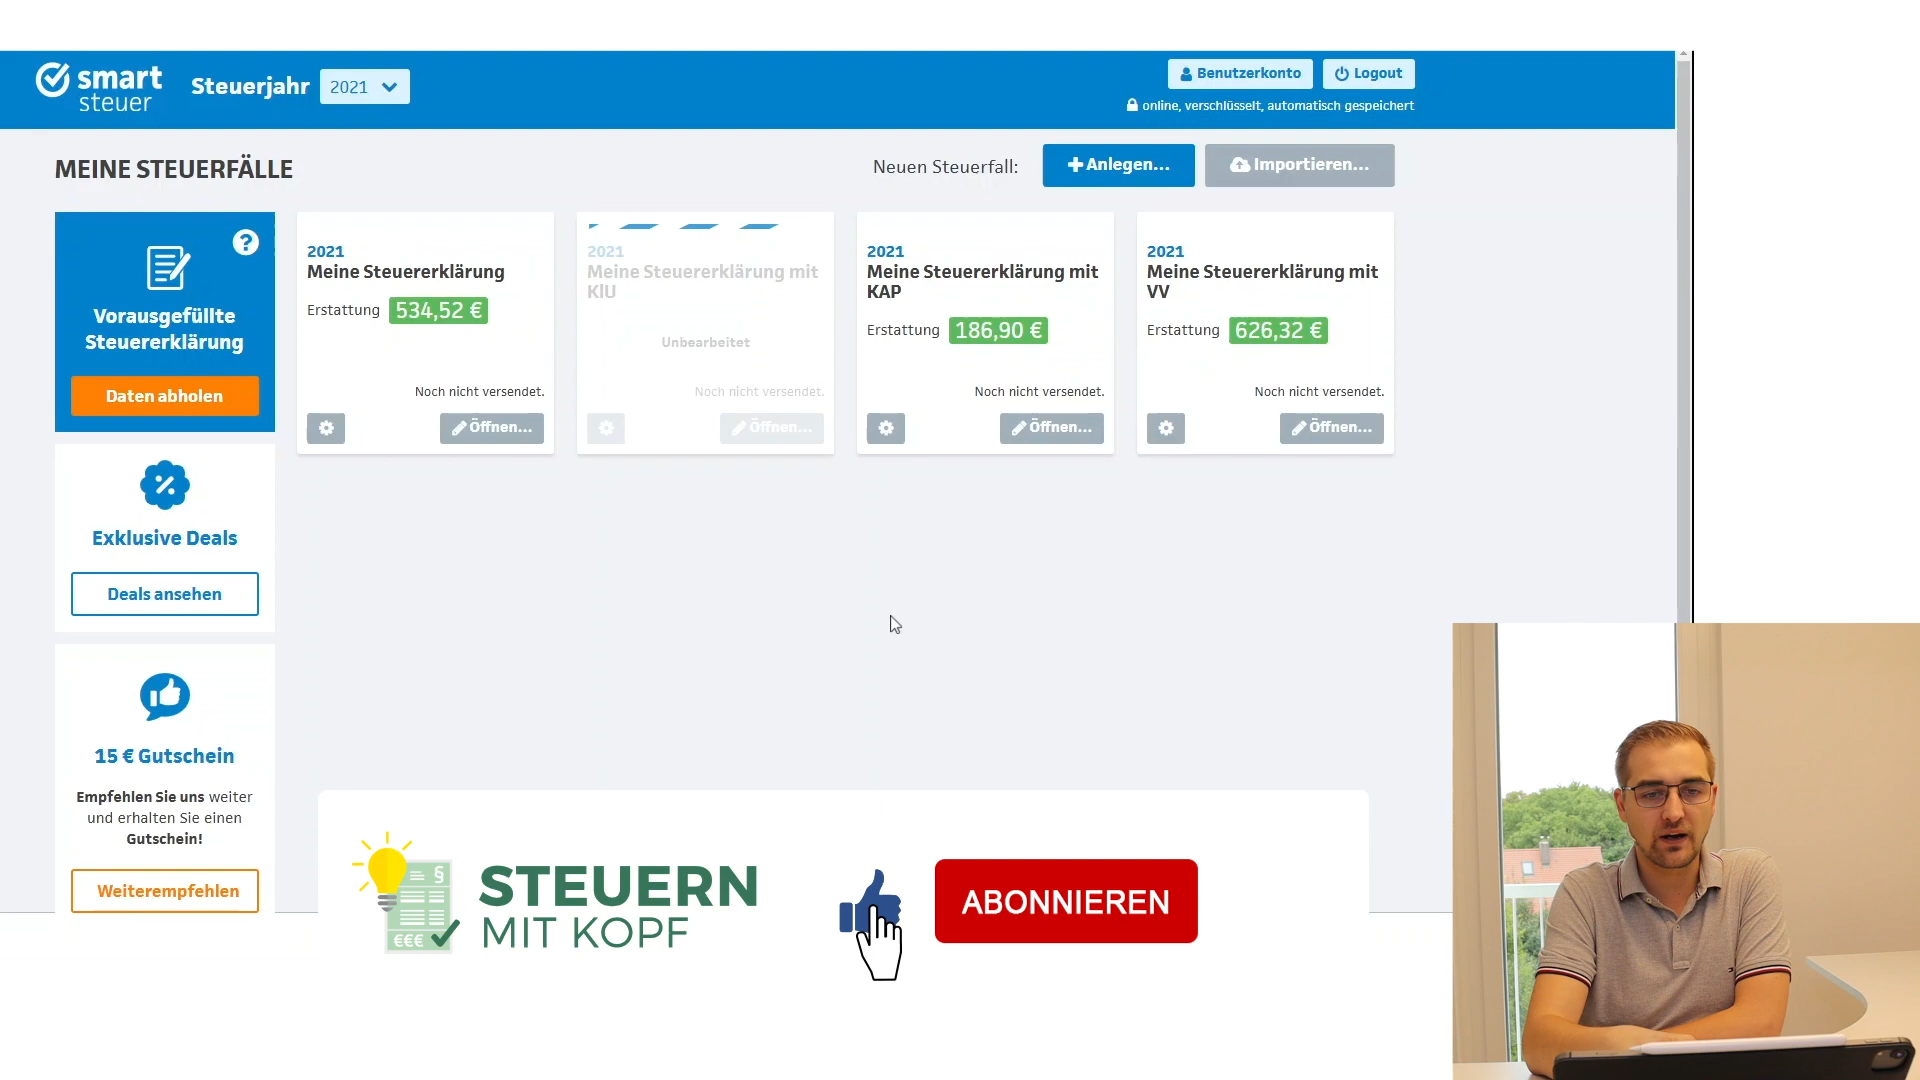 smart
steuer
Steuerjahr
2021
Benutzerkonto
Logout
online, verschlüsselt, automatisch gespeichert
MEINE STEUERFÄLLE
Neuen Steuerfall:
Anlegen...
Importieren...
Vorausgefüllte
Steuererklärung
Daten abholen
2021
Meine Steuererklärung
Erstattung 534,52 €
Noch nicht versendet.
Öffnen...
2021
Meine Steuererklärung mit
KlU
Unbearbeitet
Noch nicht versendet.
Öffnen...
2021
Meine Steuererklärung mit
KAP
Erstattung 186,90 €
Noch nicht versendet.
Öffnen...
2021
Meine Steuererklärung mit
VV
Erstattung 626,32 €
Noch nicht versendet.
Öffnen...
Exklusive Deals
Deals ansehen
15 € Gutschein
Empfehlen Sie uns weiter
und erhalten Sie einen
Gutschein!
Weiterempfehlen
§
€€€
STEUERN
MIT KOPF
ABONNIEREN